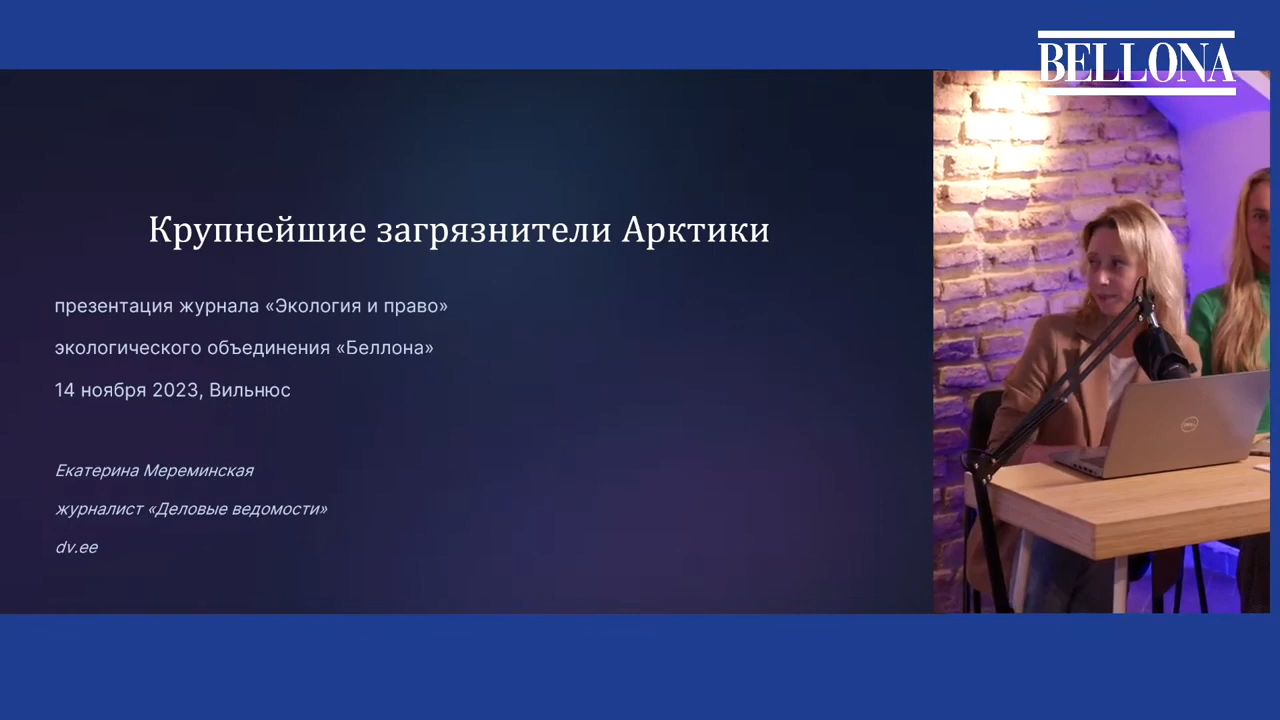 BELLONA
Крупнейшие загрязнители Арктики
презентация журнала «Экология и право»
экологического объединения «Беллона»
14 ноября 2023, Вильнюс
Екатерина Мереминская
журналист «Деловые ведомости»
dv.ee
DELL